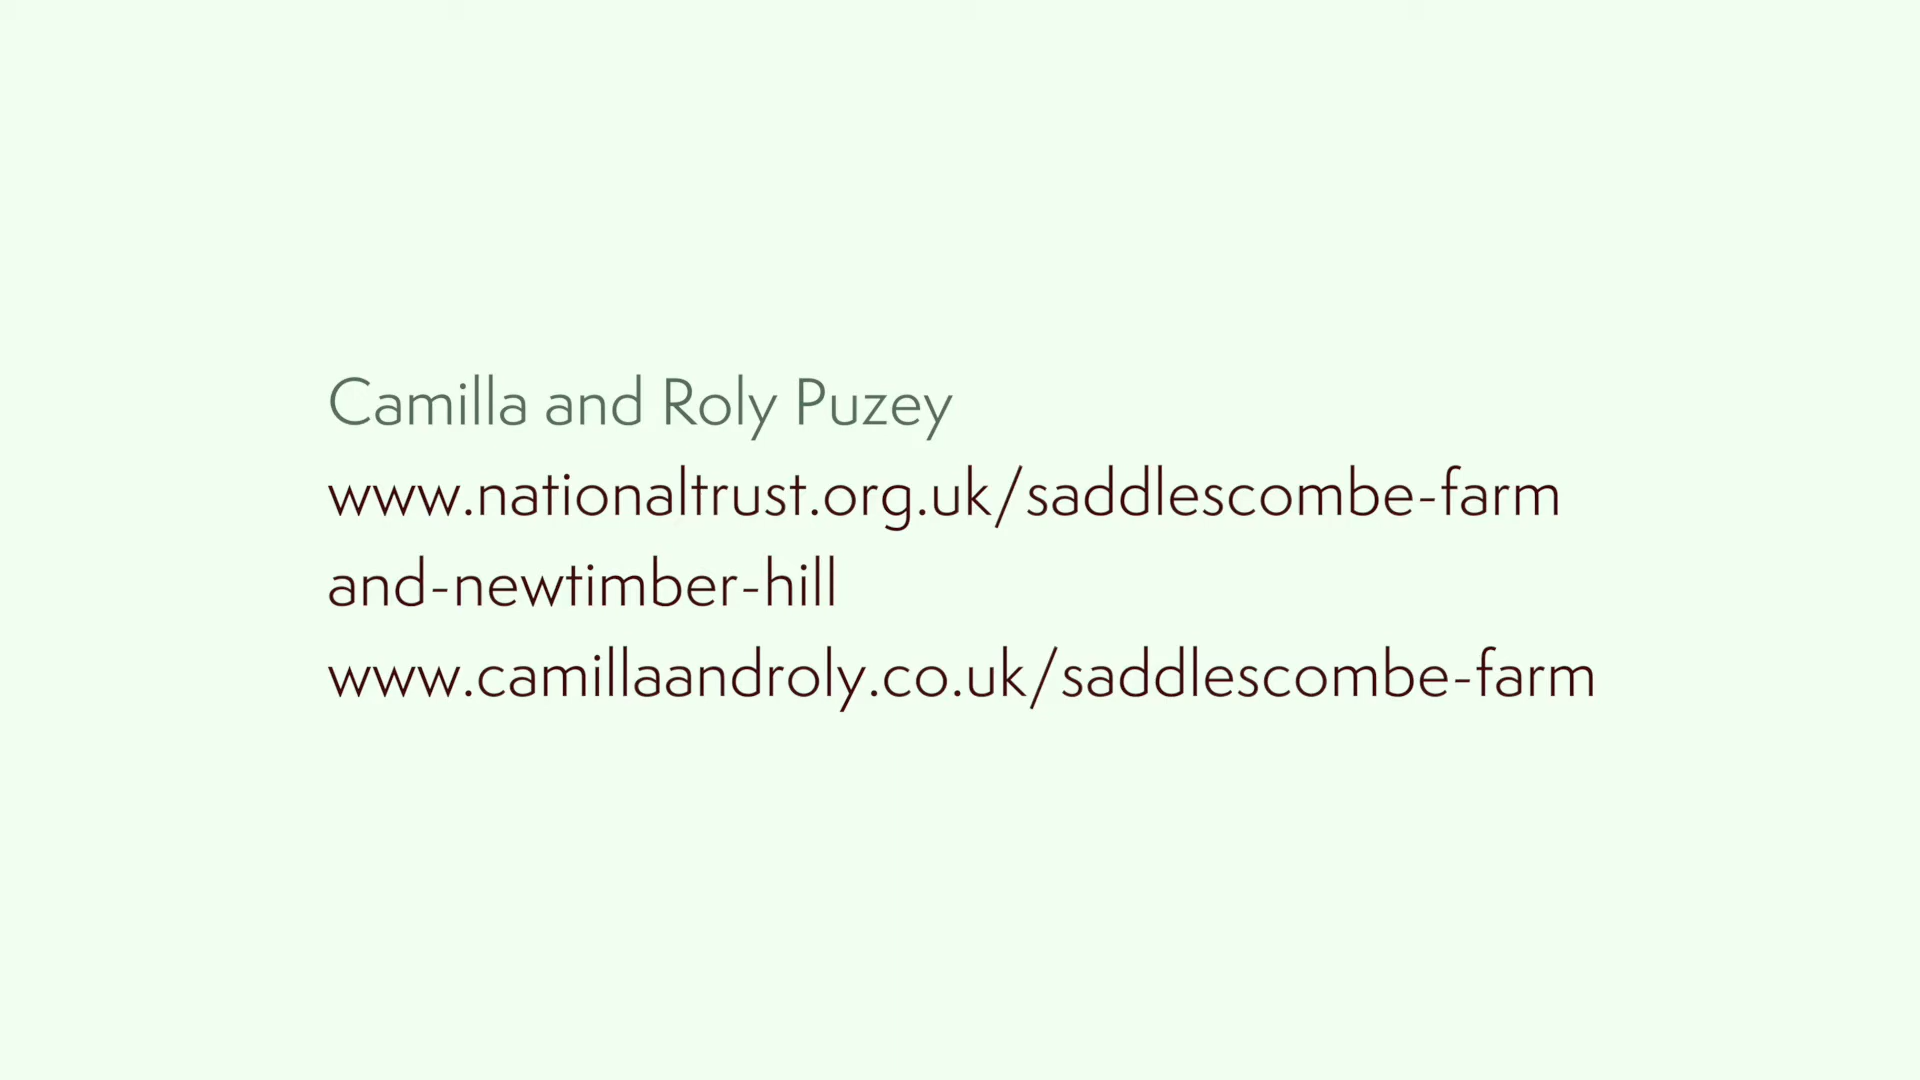 Camilla and Roly Puzey
www.nationaltrust.org.uk/saddlescombe-farm
and-newtimber-hill
www.camillaandroly.co.uk/saddlescombe-farm